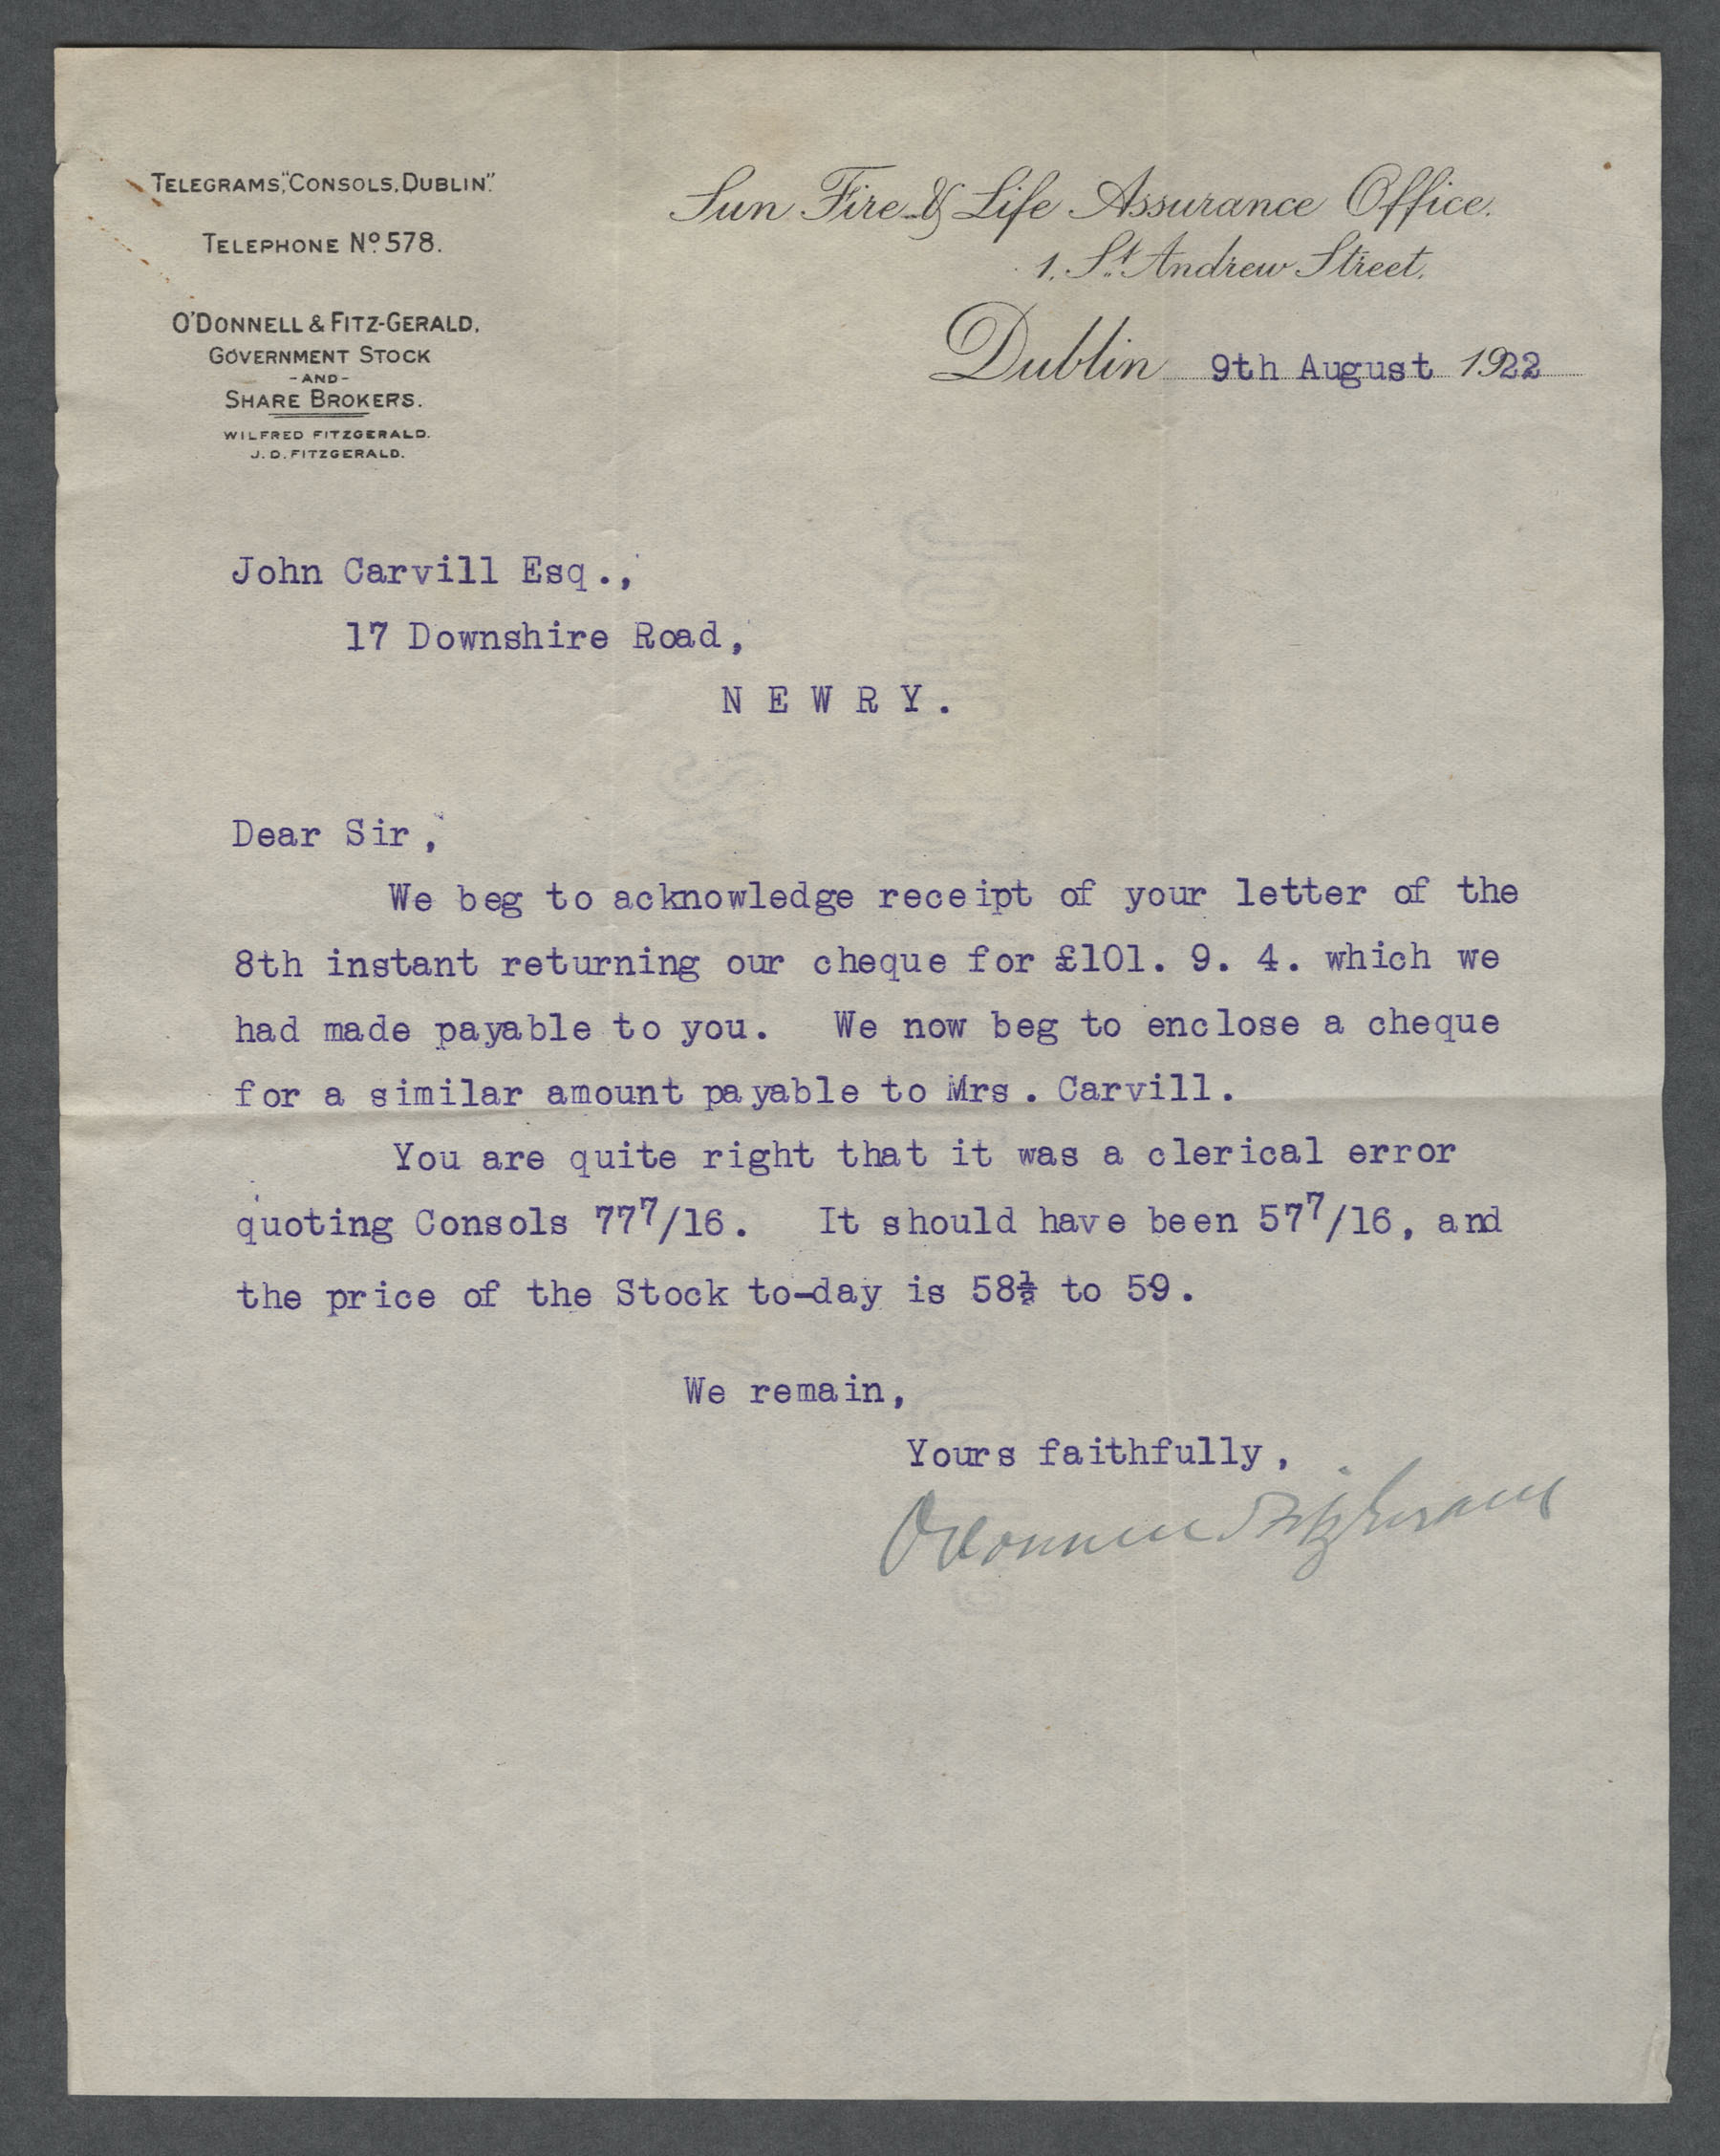 TELEGRAMS, "CONSOLS, DUBLIN."
TELEPHONE Nº 578.
O'DONNELL & FITZ-GERALD.
GOVERNMENT STOCK
-AND-
SHARE BROKERS.
WILFRED FITZGERALD.
J. D. FITZGERALD.
Sun Fire & Life Assurance Office.
1, St. Andrew Street,
Dublin 9th August 1922
John Carvill Esq.,
17 Downshire Road,
N E W R Y.
Dear Sir,
We beg to acknowledge receipt of your letter of the
8th instant returning our cheque for £101. 9. 4. which we
had made payable to you. We now beg to enclose a cheque
for a similar amount payable to Mrs. Carvill.
You are quite right that it was a clerical error
quoting Consols 77⁷/16. It should have been 57⁷/16, and
the price of the Stock to-day is 58½ to 59.
We remain,
Yours faithfully,
O'Donnell Fitzgerald